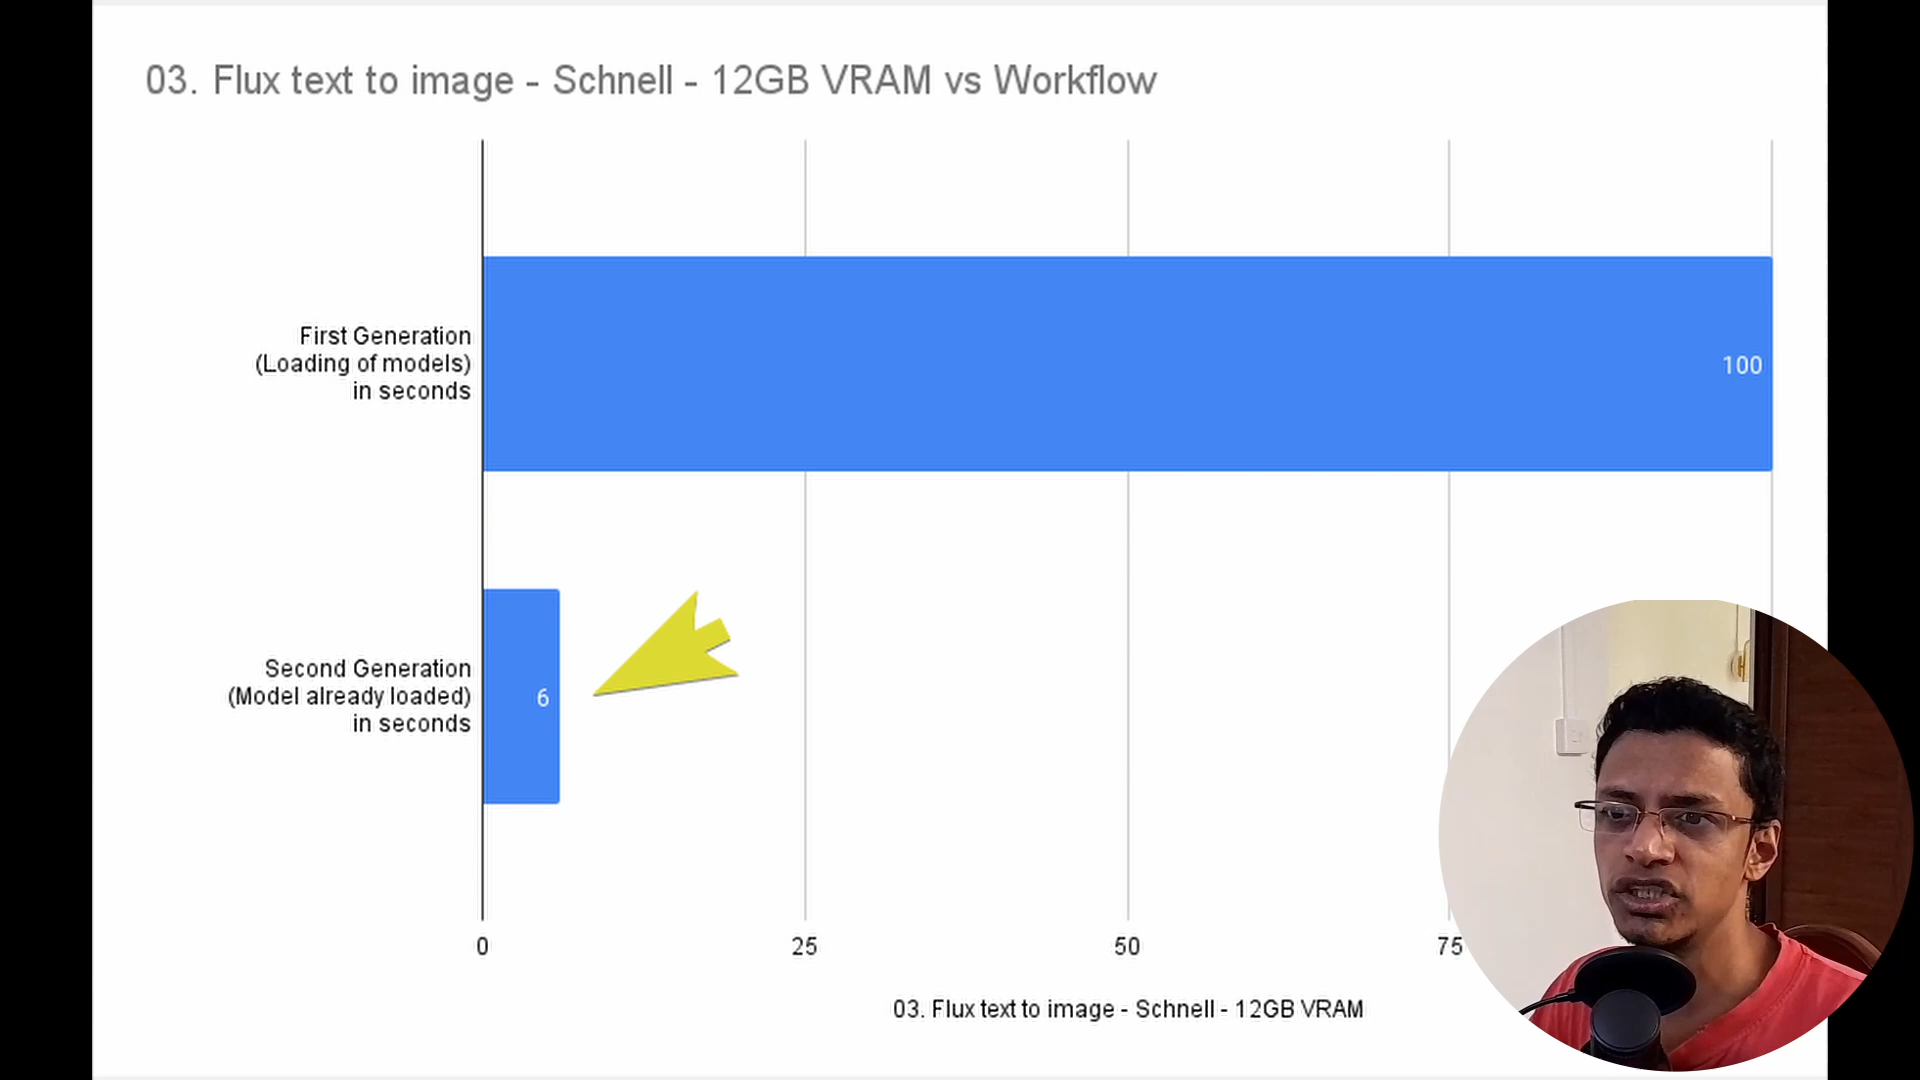 03. Flux text to image - Schnell - 12GB VRAM vs Workflow
First Generation
(Loading of models)
in seconds
100
Second Generation
(Model already loaded)
in seconds
6
0
25
50
75
03. Flux text to image - Schnell - 12GB VRAM